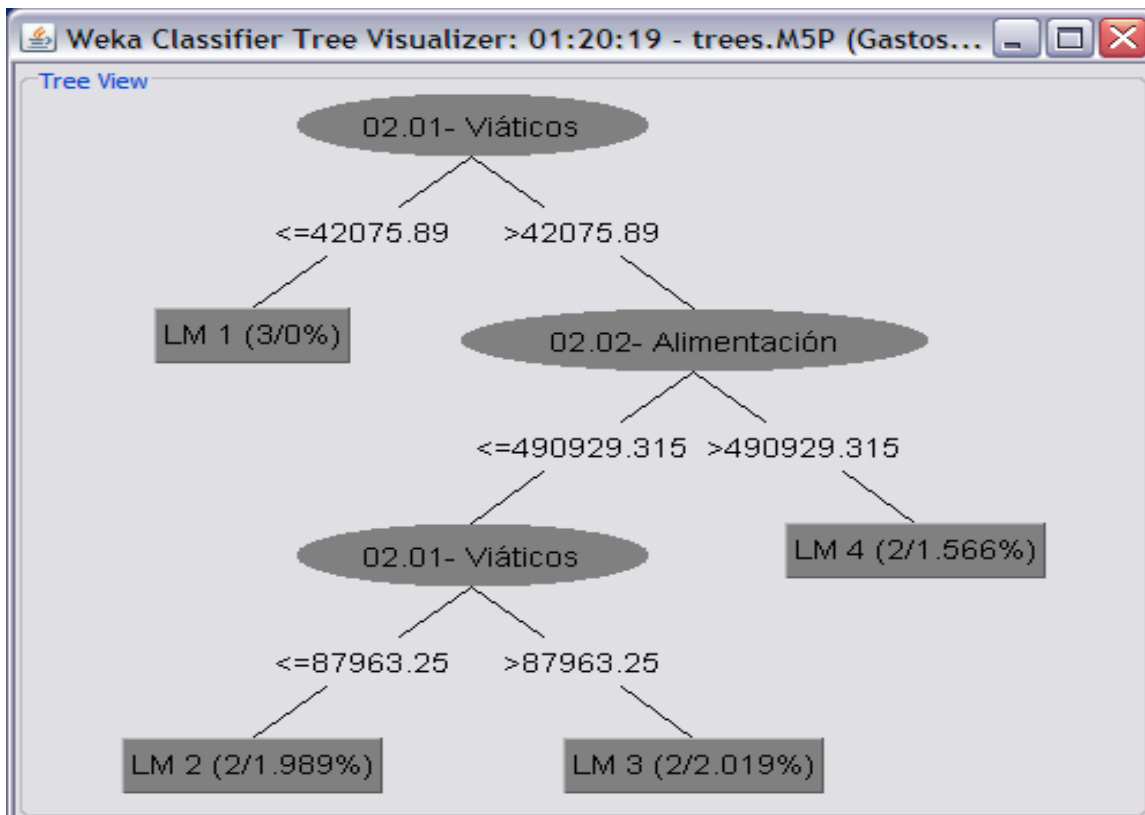 Weka Classifier Tree Visualizer: 01:20:19 - trees.M5P (Gastos...
Tree View
02.01- Viáticos
<=42075.89 >42075.89
LM 1 (3/0%)
02.02- Alimentación
<=490929.315 >490929.315
02.01- Viáticos
LM 4 (2/1.566%)
<=87963.25 >87963.25
LM 2 (2/1.989%) LM 3 (2/2.019%)